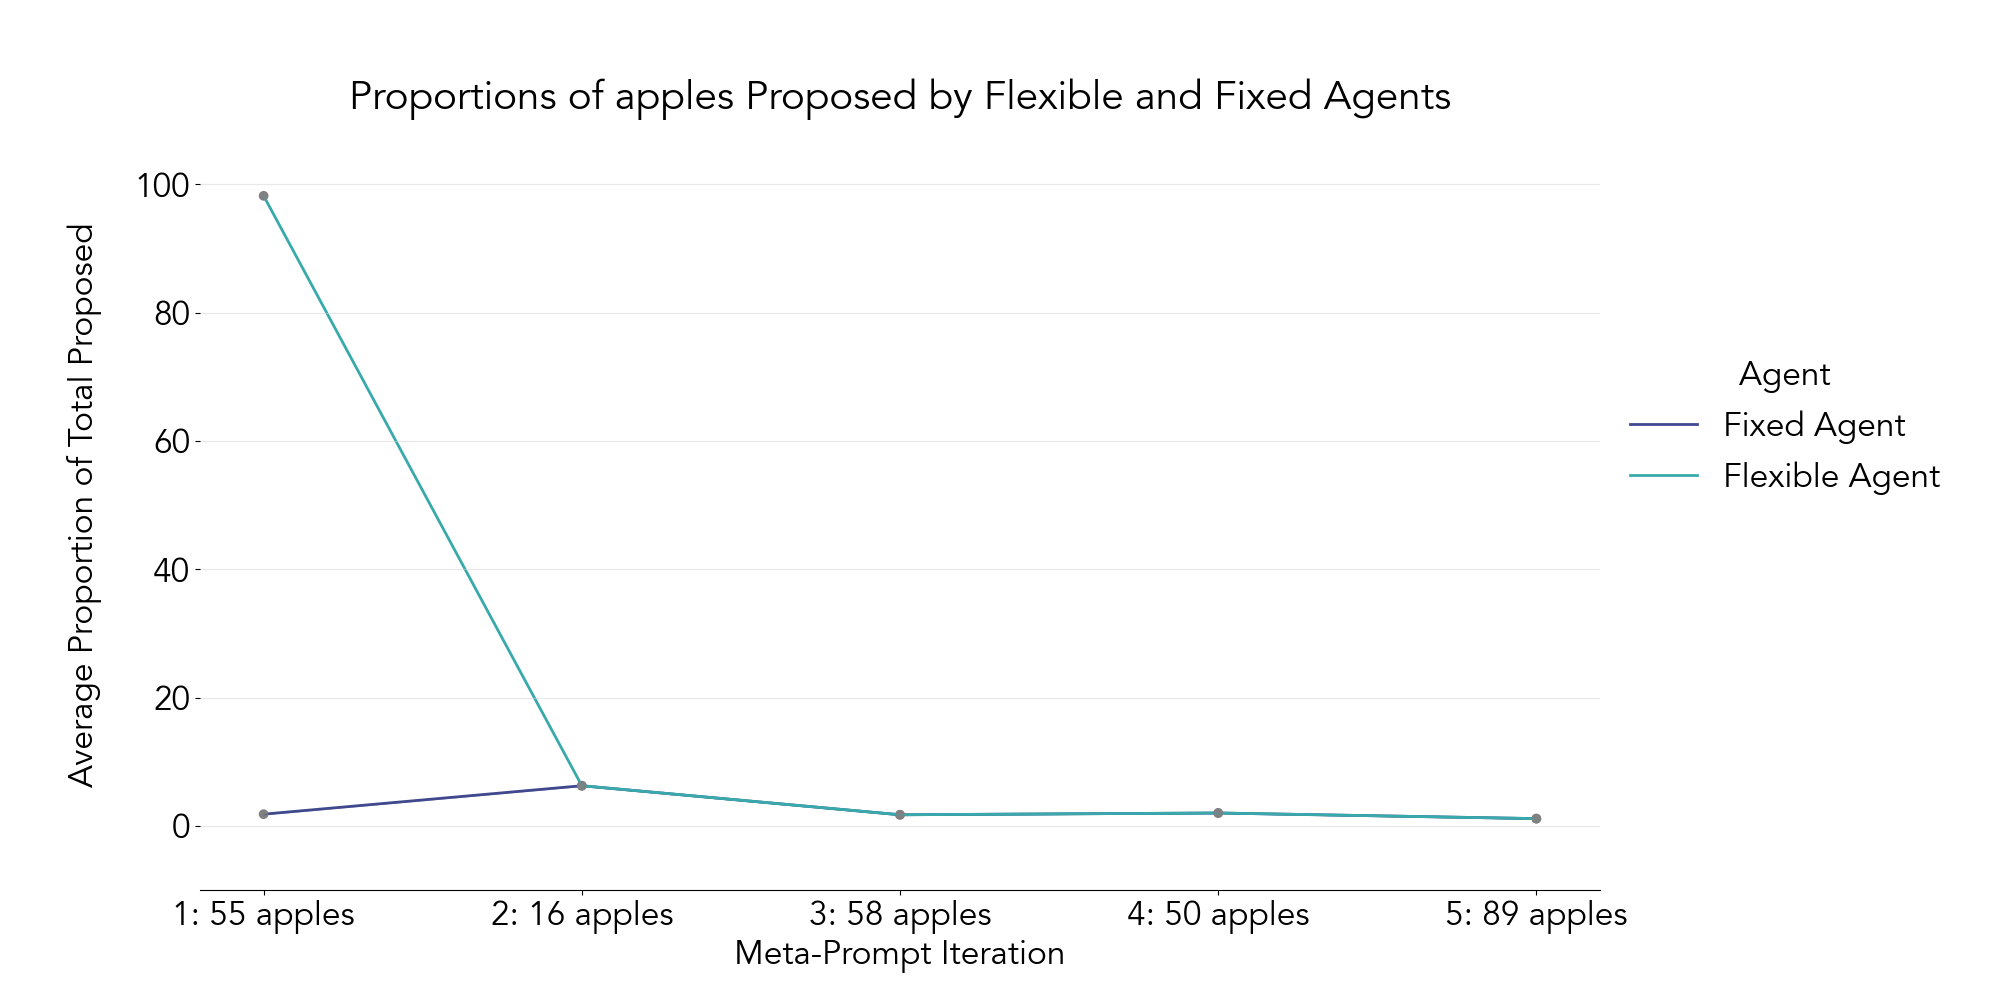 Proportions of apples Proposed by Flexible and Fixed Agents
Average Proportion of Total Proposed
100
80
60
40
20
0
1: 55 apples
2: 16 apples
3: 58 apples
4: 50 apples
5: 89 apples
Meta-Prompt Iteration
Agent
Fixed Agent
Flexible Agent